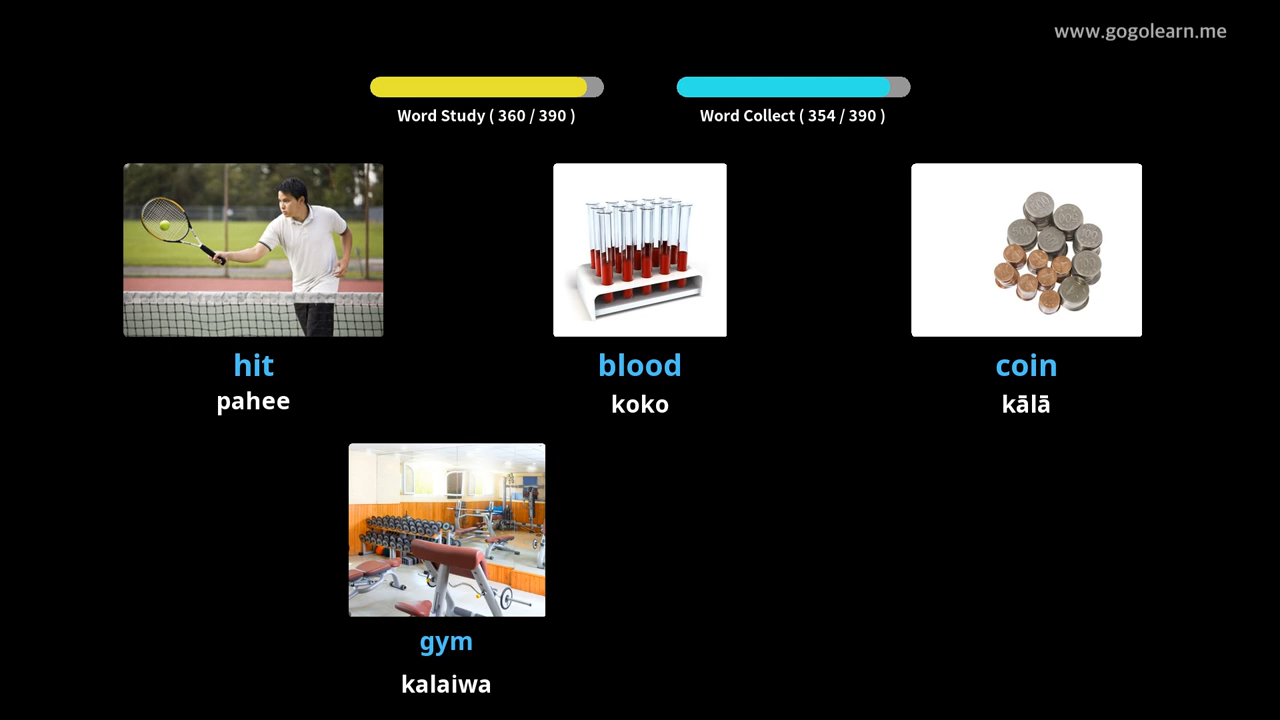 www.gogolearn.me
Word Study ( 360 / 390 )
Word Collect ( 354 / 390 )
hit
pahee
blood
koko
coin
kālā
gym
kalaiwa